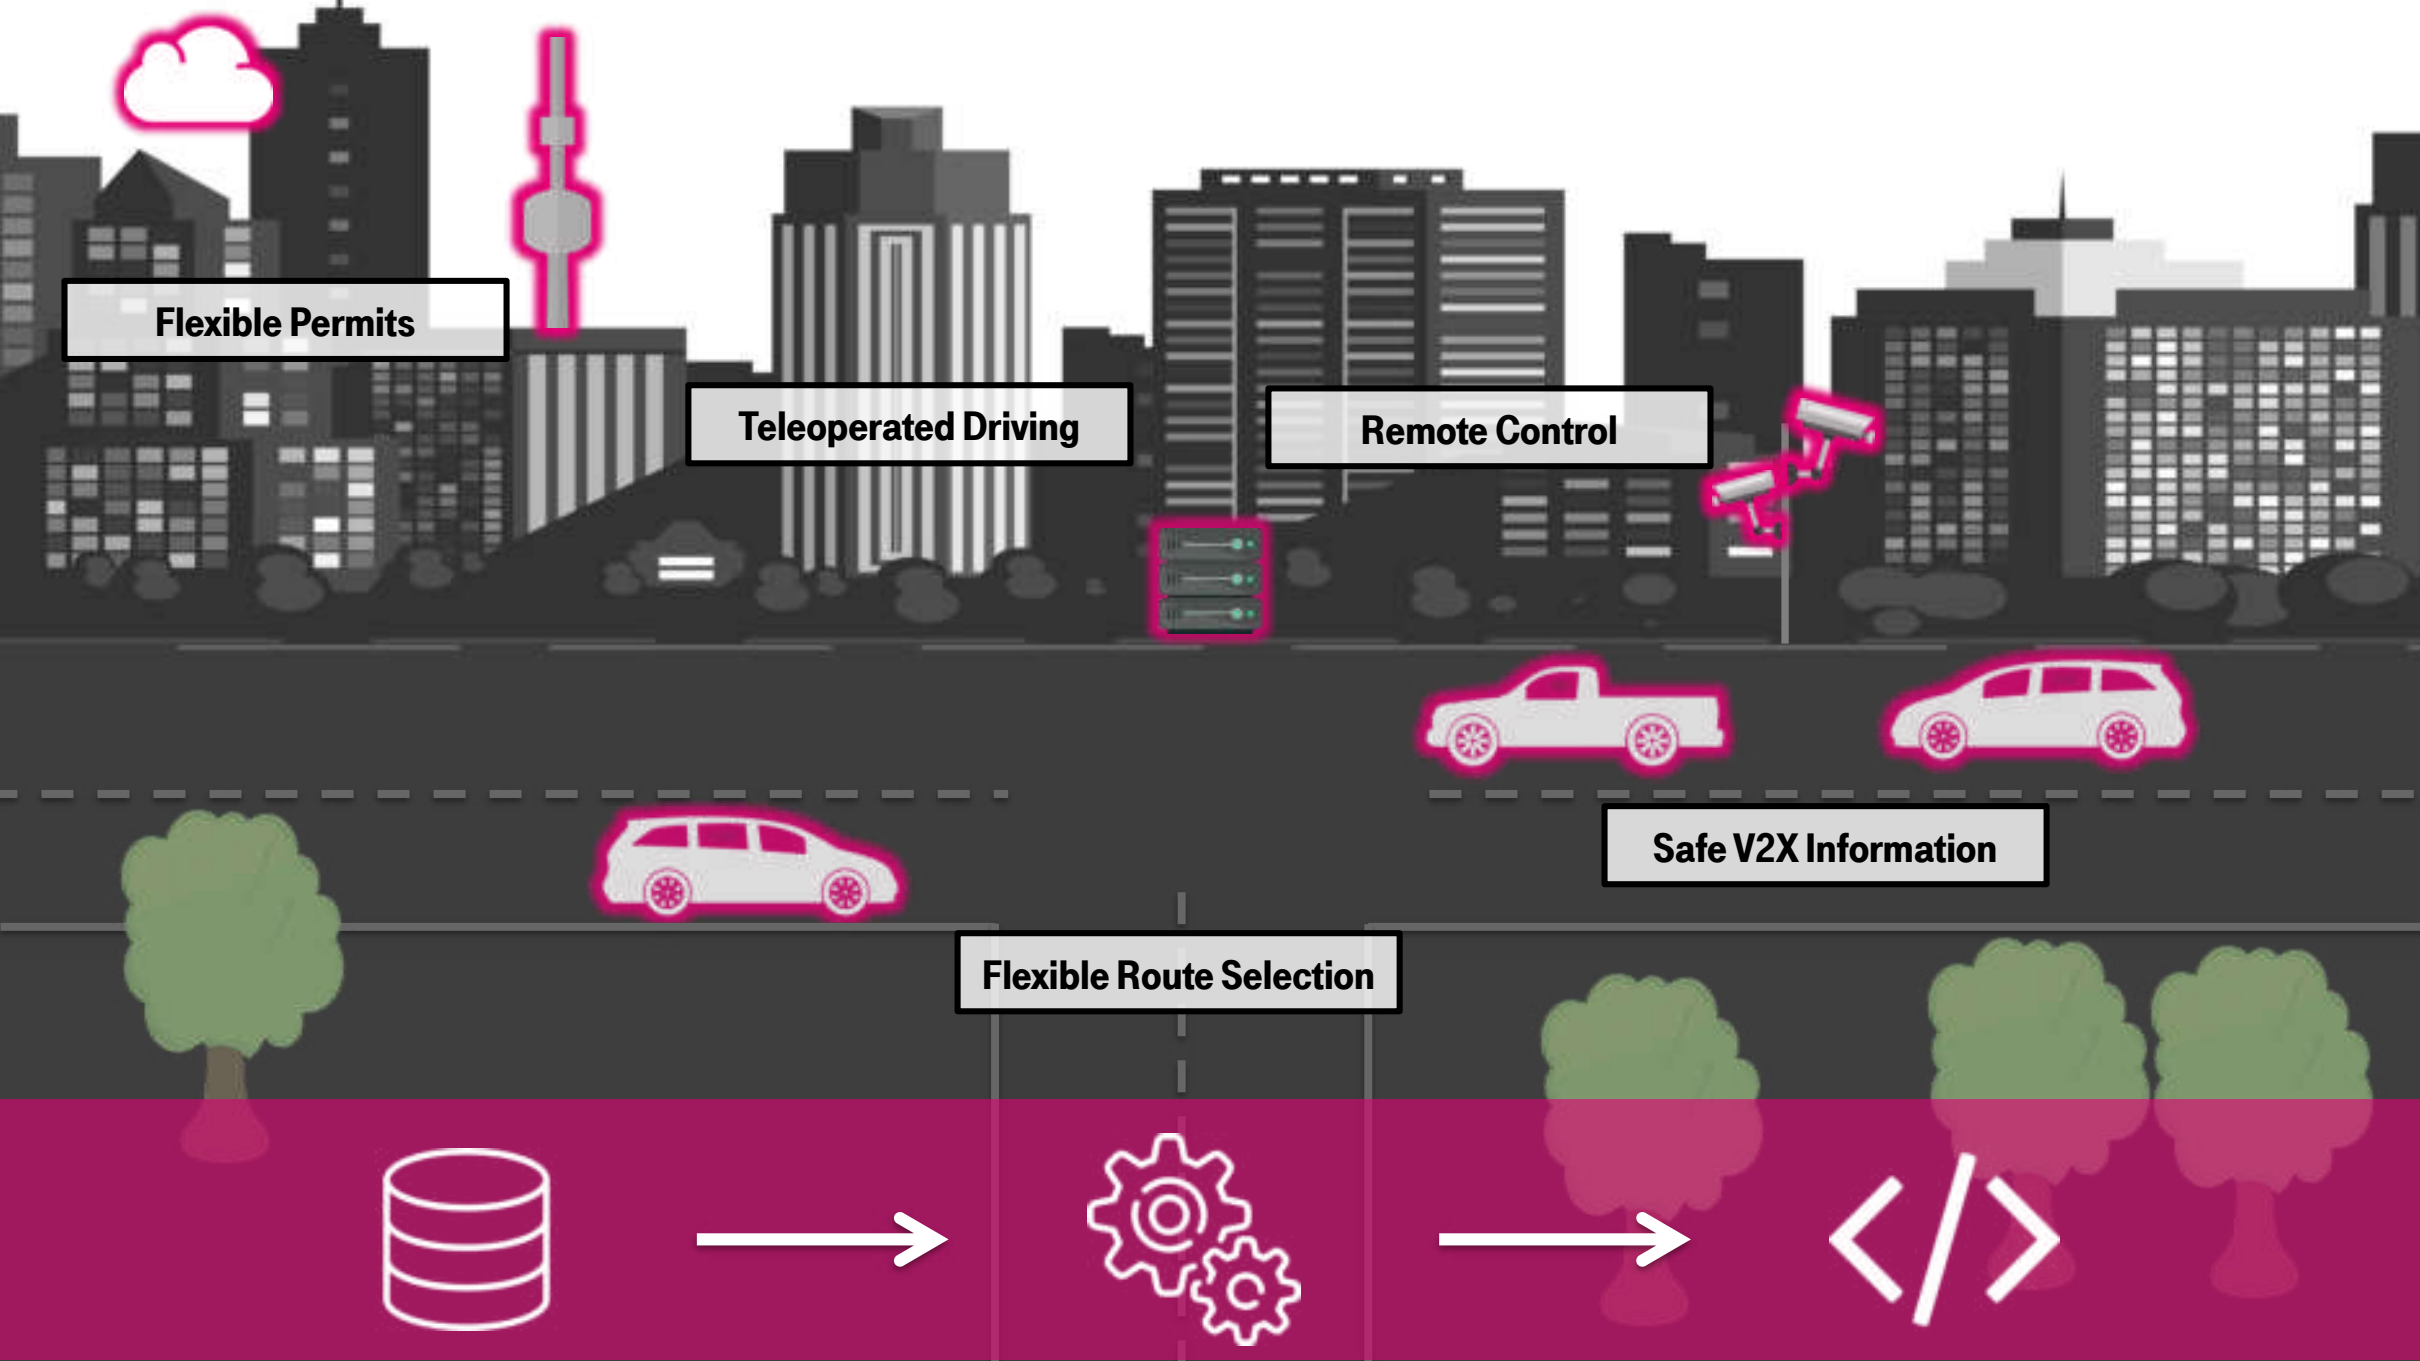 Flexible Permits
Teleoperated Driving
Remote Control
Safe V2X Information
Flexible Route Selection
</>